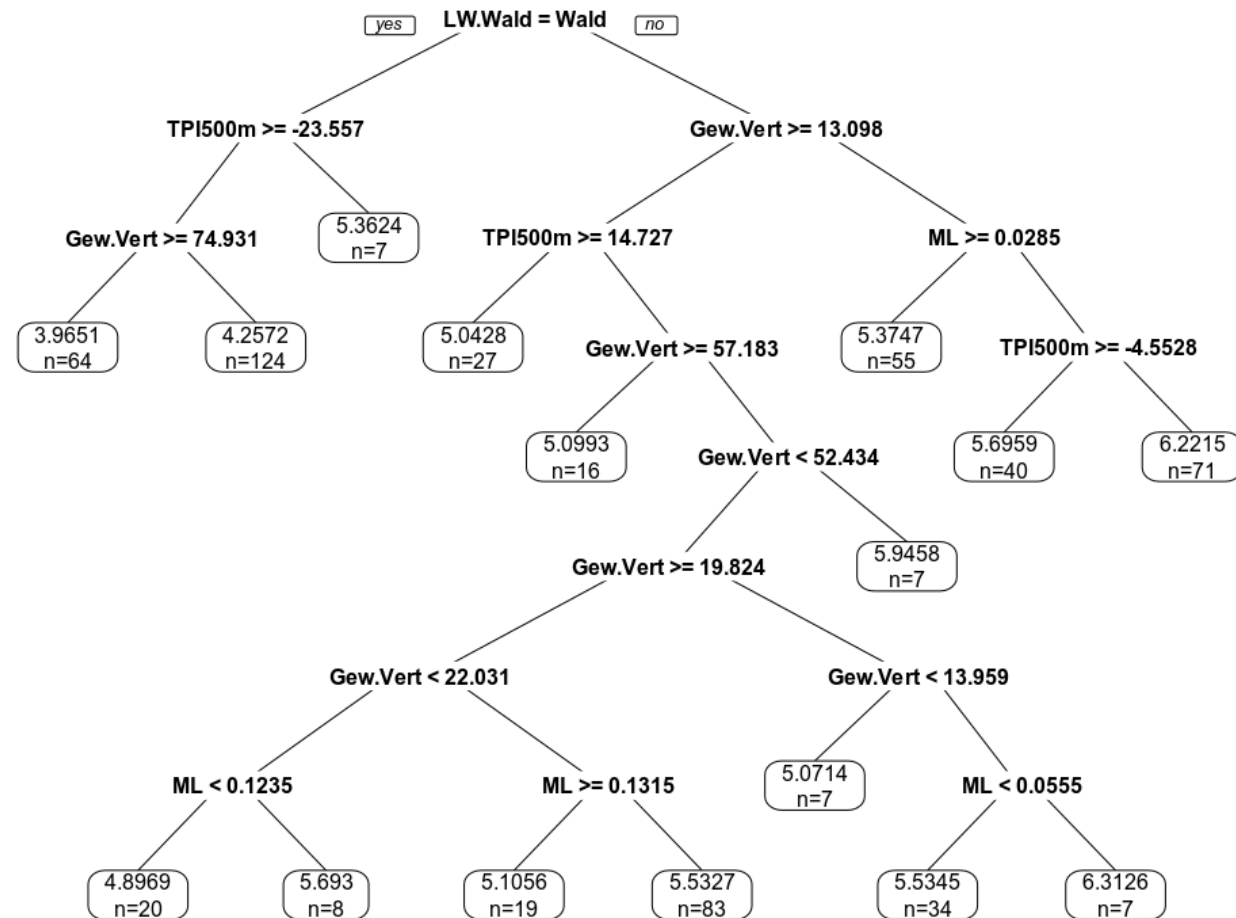 yes
LW.Wald = Wald
no
TPI500m >= -23.557
Gew.Vert >= 13.098
Gew.Vert >= 74.931
5.3624
n=7
TPI500m >= 14.727
ML >= 0.0285
3.9651
n=64
4.2572
n=124
5.0428
n=27
Gew.Vert >= 57.183
5.3747
n=55
TPI500m >= -4.5528
5.0993
n=16
Gew.Vert < 52.434
5.6959
n=40
6.2215
n=71
Gew.Vert >= 19.824
5.9458
n=7
Gew.Vert < 22.031
Gew.Vert < 13.959
ML < 0.1235
ML >= 0.1315
5.0714
n=7
ML < 0.0555
4.8969
n=20
5.693
n=8
5.1056
n=19
5.5327
n=83
5.5345
n=34
6.3126
n=7